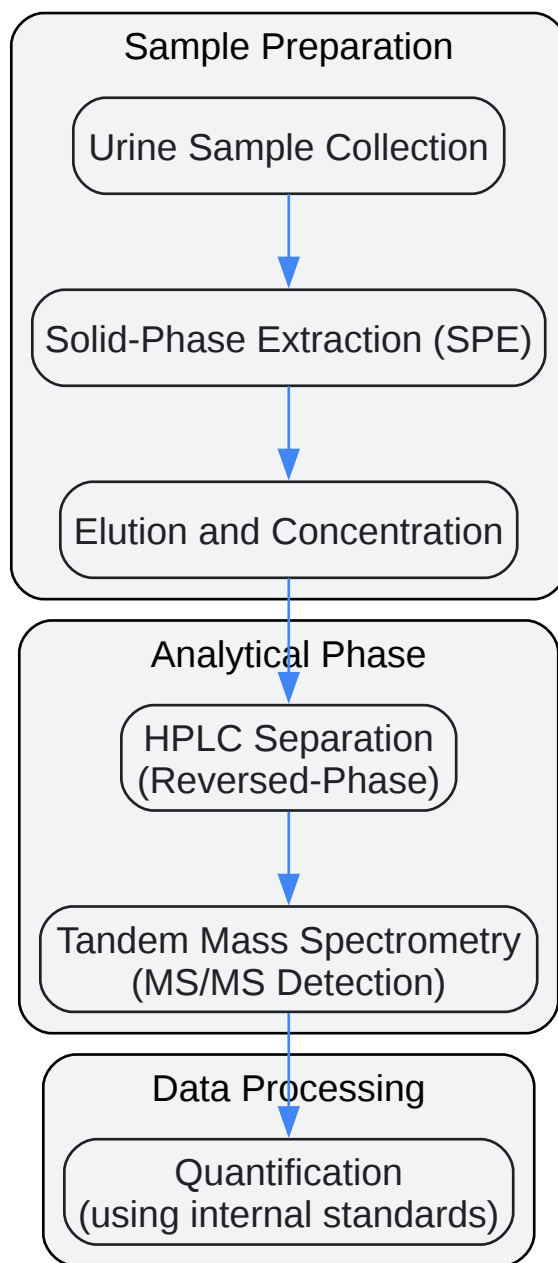 Sample Preparation
Urine Sample Collection
Solid-Phase Extraction (SPE)
Elution and Concentration
Analytical Phase
HPLC Separation
(Reversed-Phase)
Tandem Mass Spectrometry
(MS/MS Detection)
Data Processing
Quantification
(using internal standards)